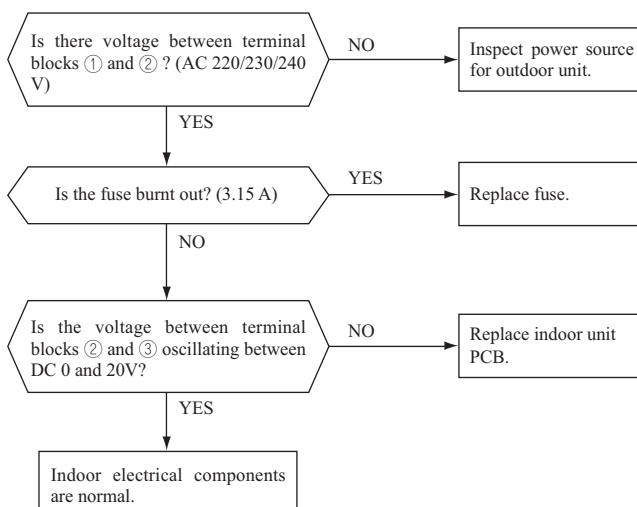 Is there voltage between terminal
blocks ① and ② ? (AC 220/230/240
V)
NO
Inspect power source
for outdoor unit.
YES
Is the fuse burnt out? (3.15 A)
YES
Replace fuse.
NO
Is the voltage between terminal
blocks ② and ③ oscillating between
DC 0 and 20V?
NO
Replace indoor unit
PCB.
YES
Indoor electrical components
are normal.